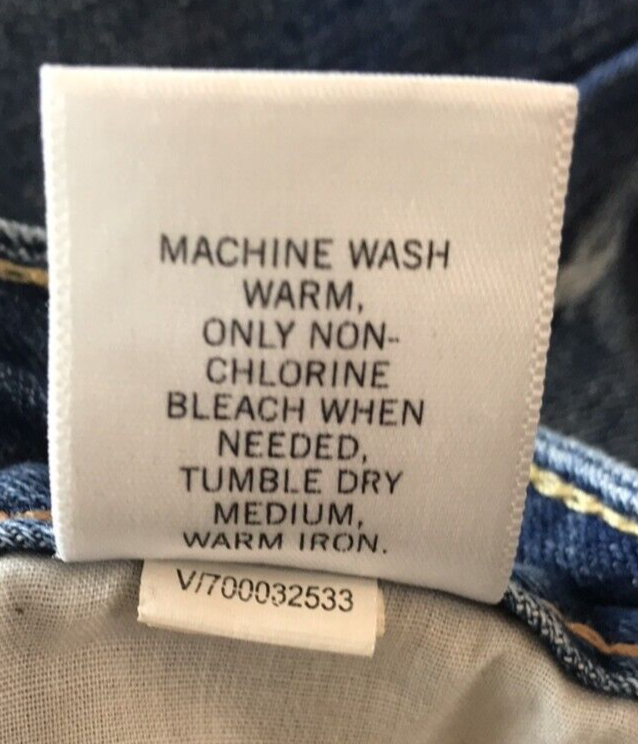 MACHINE WASH
WARM,
ONLY NON-
CHLORINE
BLEACH WHEN
NEEDED,
TUMBLE DRY
MEDIUM,
WARM IRON.
V/700032533